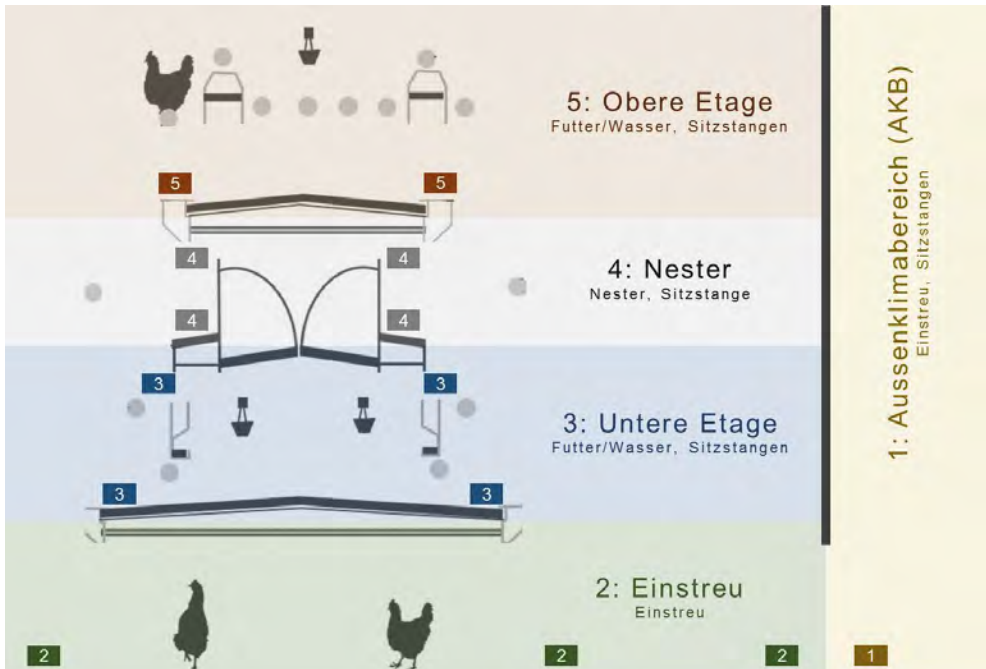 5: Obere Etage
Futter/Wasser, Sitzstangen
5
5
4
4
4: Nester
Nester, Sitzstange
4
4
3
3
3: Untere Etage
Futter/Wasser, Sitzstangen
3
3
2: Einstreu
Einstreu
2
2
2
1
1: Aussenklimabereich (AKB)
Einstreu, Sitzstangen